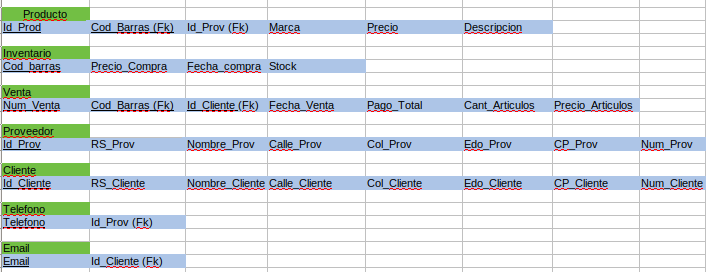 Producto
Id_Prod Cod_Barras (Fk) Id_Prov (Fk) Marca Precio Descripcion
Inventario
Cod_barras Precio_Compra Fecha_compra Stock
Venta
Num_Venta Cod_Barras (Fk) Id_Cliente (Fk) Fecha_Venta Pago_Total Cant_Articulos Precio_Articulos
Proveedor
Id_Prov RS_Prov Nombre_Prov Calle_Prov Col_Prov Edo_Prov CP_Prov Num_Prov
Cliente
Id_Cliente RS_Cliente Nombre_Cliente Calle_Cliente Col_Cliente Edo_Cliente CP_Cliente Num_Cliente
Telefono
Telefono Id_Prov (Fk)
Email
Email Id_Cliente (Fk)